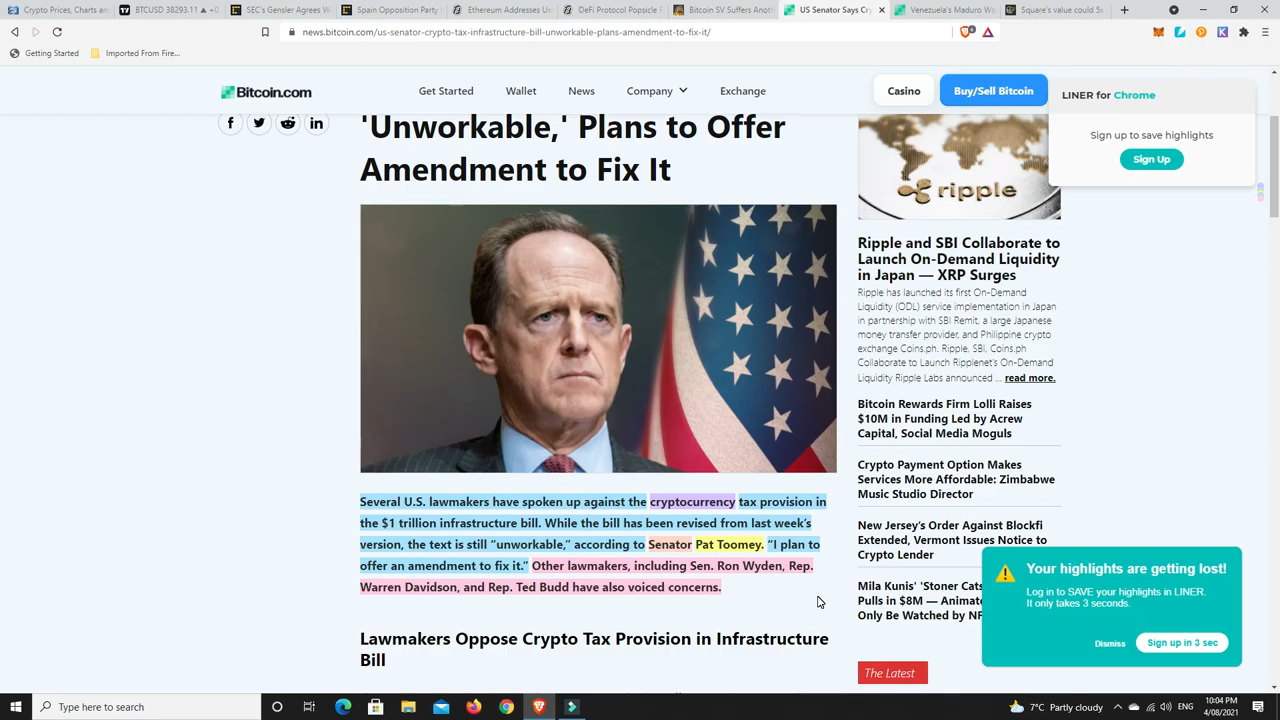 Crypto Prices, Charts and
BTCUSD 38293.11 ▲ +0
SEC's Gensler Agrees W
Spain Opposition Party
Ethereum Addresses Us
DeFi Protocol Popsicle F
Bitcoin SV Suffers Anot
US Senator Says Cry
Venezuela's Maduro Wa
Square's value could 5x
news.bitcoin.com/us-senator-crypto-tax-infrastructure-bill-unworkable-plans-amendment-to-fix-it/
Getting Started
Imported From Fire...
Bitcoin.com
Get Started
Wallet
News
Company
Exchange
Casino
Buy/Sell Bitcoin
LINER for Chrome
Sign up to save highlights
Sign Up
'Unworkable,' Plans to Offer
Amendment to Fix It
Several U.S. lawmakers have spoken up against the cryptocurrency tax provision in
the $1 trillion infrastructure bill. While the bill has been revised from last week's
version, the text is still “unworkable,” according to Senator Pat Toomey. “I plan to
offer an amendment to fix it.” Other lawmakers, including Sen. Ron Wyden, Rep.
Warren Davidson, and Rep. Ted Budd have also voiced concerns.
Lawmakers Oppose Crypto Tax Provision in Infrastructure
Bill
ripple
Ripple and SBI Collaborate to
Launch On-Demand Liquidity
in Japan — XRP Surges
Ripple has launched its first On-Demand
Liquidity (ODL) service implementation in Japan
in partnership with SBI Remit, a large Japanese
money transfer provider, and Philippine crypto
exchange Coins.ph. Ripple, SBI, Coins.ph
Collaborate to Launch Ripplenet's On-Demand
Liquidity Ripple Labs announced ... read more.
Bitcoin Rewards Firm Lolli Raises
$10M in Funding Led by Acrew
Capital, Social Media Moguls
Crypto Payment Option Makes
Services More Affordable: Zimbabwe
Music Studio Director
New Jersey's Order Against Blockfi
Extended, Vermont Issues Notice to
Crypto Lender
Mila Kunis' 'Stoner Cats
Pulls in $8M — Animate
Only Be Watched by NF
The Latest
Your highlights are getting lost!
Log in to SAVE your highlights in LINER.
It only takes 3 seconds.
Dismiss
Sign up in 3 sec
Type here to search
7°C Partly cloudy
ENG
10:04 PM
4/08/2021